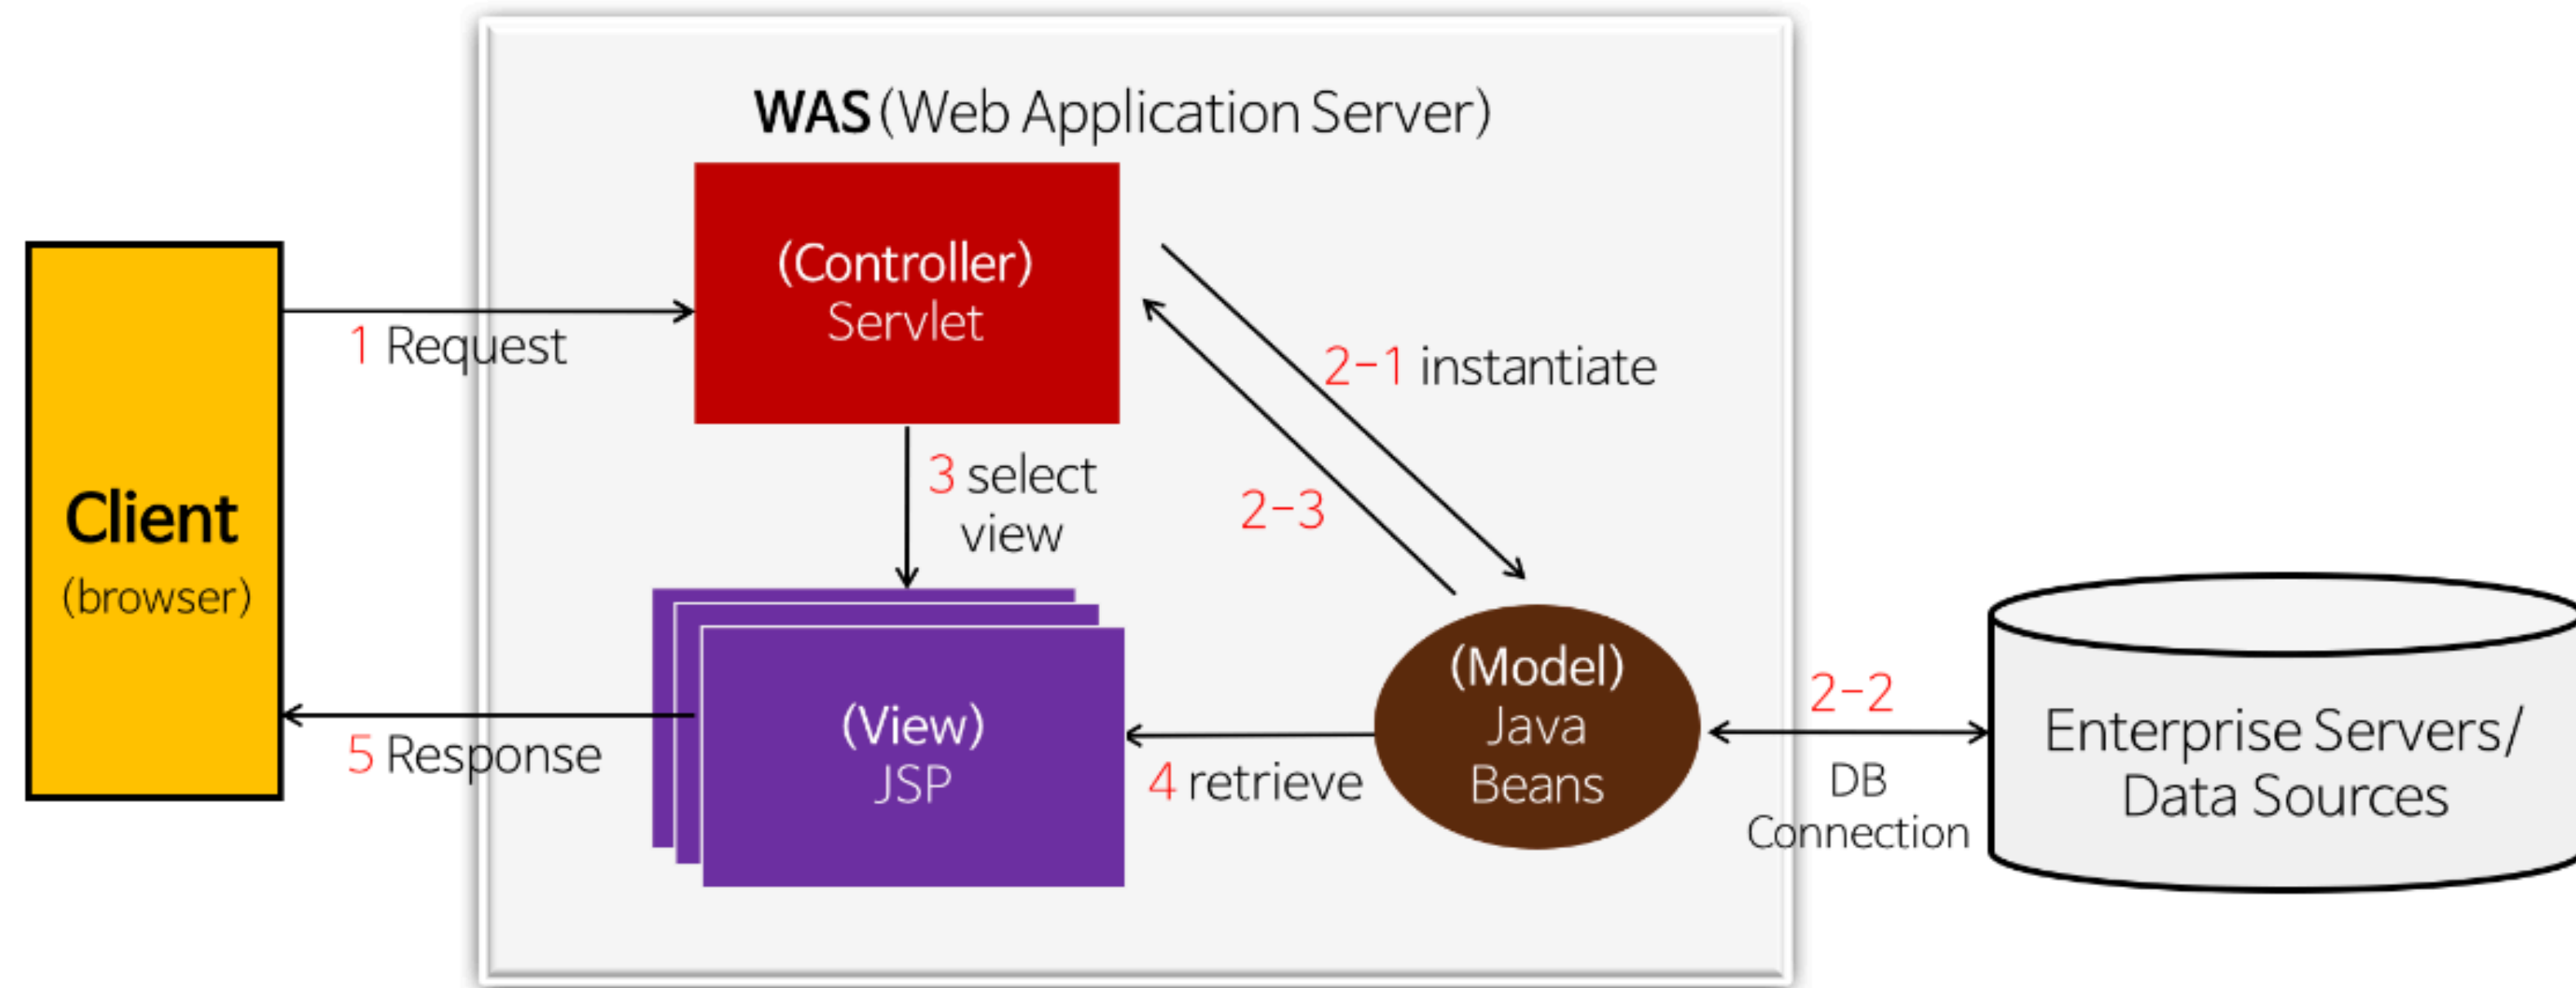 WAS(Web Application Server)
(Controller)
Servlet
1 Request
2-1 instantiate
3 select
view
2-3
Client
(browser)
(Model)
Java
Beans
(View)
JSP
2-2
DB
Connection
Enterprise Servers/
Data Sources
4 retrieve
5 Response